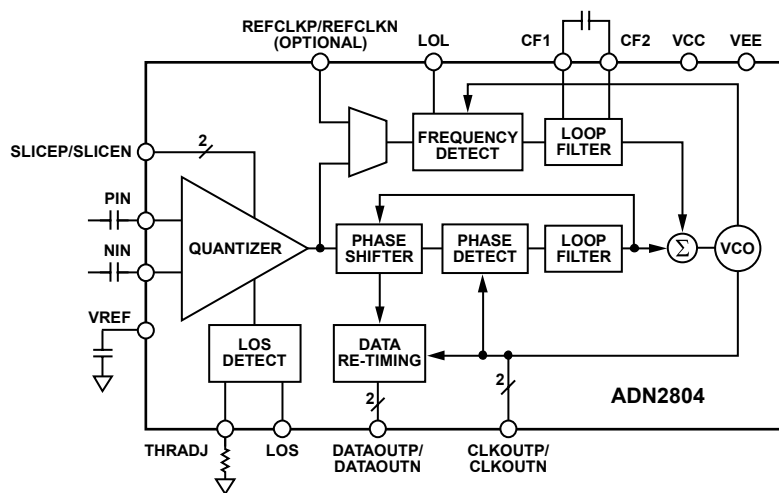 REFCLKP/REFCLKN
(OPTIONAL)
LOL
CF1
CF2
VCC
VEE
2
SLICEP/SLICEN
FREQUENCY
DETECT
LOOP
FILTER
PIN
NIN
QUANTIZER
PHASE
SHIFTER
PHASE
DETECT
LOOP
FILTER
Σ
VCO
VREF
LOS
DETECT
DATA
RE-TIMING
2
2
ADN2804
THRADJ
LOS
DATAOUTP/
DATAOUTN
CLKOUTP/
CLKOUTN